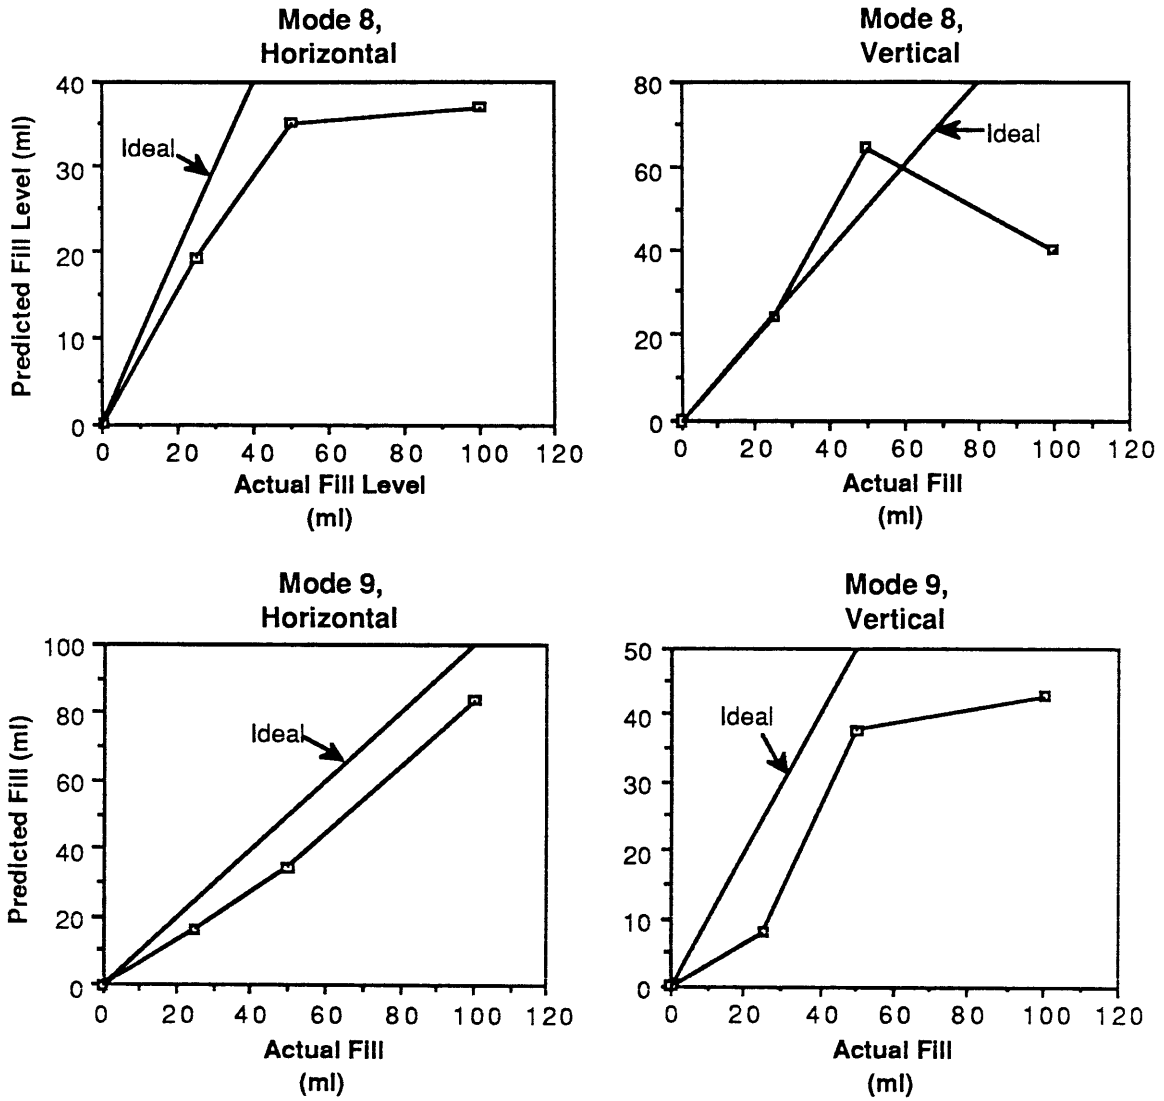 Mode 8,
Horizontal
Predicted Fill Level (ml)
40
30
20
10
0
Ideal
0 20 40 60 80 100 120
Actual Fill Level
(ml)
Mode 8,
Vertical
80
60
40
20
0
Ideal
0 20 40 60 80 100 120
Actual Fill
(ml)
Mode 9,
Horizontal
Predicted Fill (ml)
100
80
60
40
20
0
Ideal
0 20 40 60 80 100 120
Actual Fill
(ml)
Mode 9,
Vertical
50
40
30
20
10
0
Ideal
0 20 40 60 80 100 120
Actual Fill
(ml)